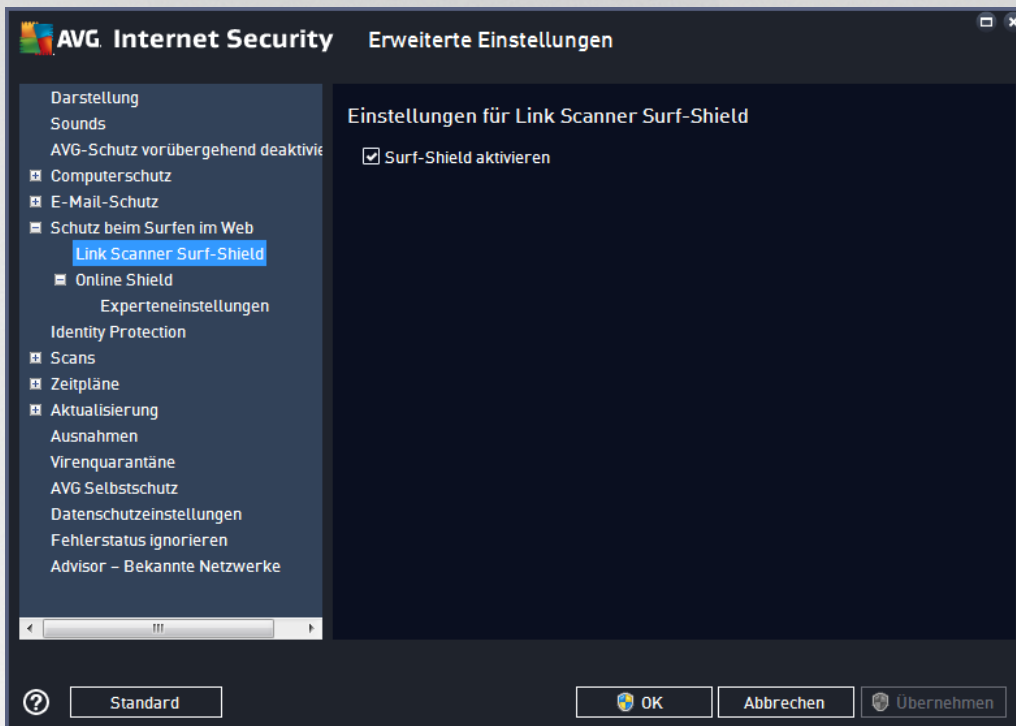 AVG Internet Security Erweiterte Einstellungen
Darstellung
Sounds
AVG-Schutz vorübergehend deaktivie
Computerschutz
E-Mail-Schutz
Schutz beim Surfen im Web
Link Scanner Surf-Shield
Online Shield
Experteneinstellungen
Identity Protection
Scans
Zeitpläne
Aktualisierung
Ausnahmen
Virenquarantäne
AVG Selbstschutz
Datenschutzeinstellungen
Fehlerstatus ignorieren
Advisor – Bekannte Netzwerke
Einstellungen für Link Scanner Surf-Shield
Surf-Shield aktivieren
? Standard OK Abbrechen Übernehmen